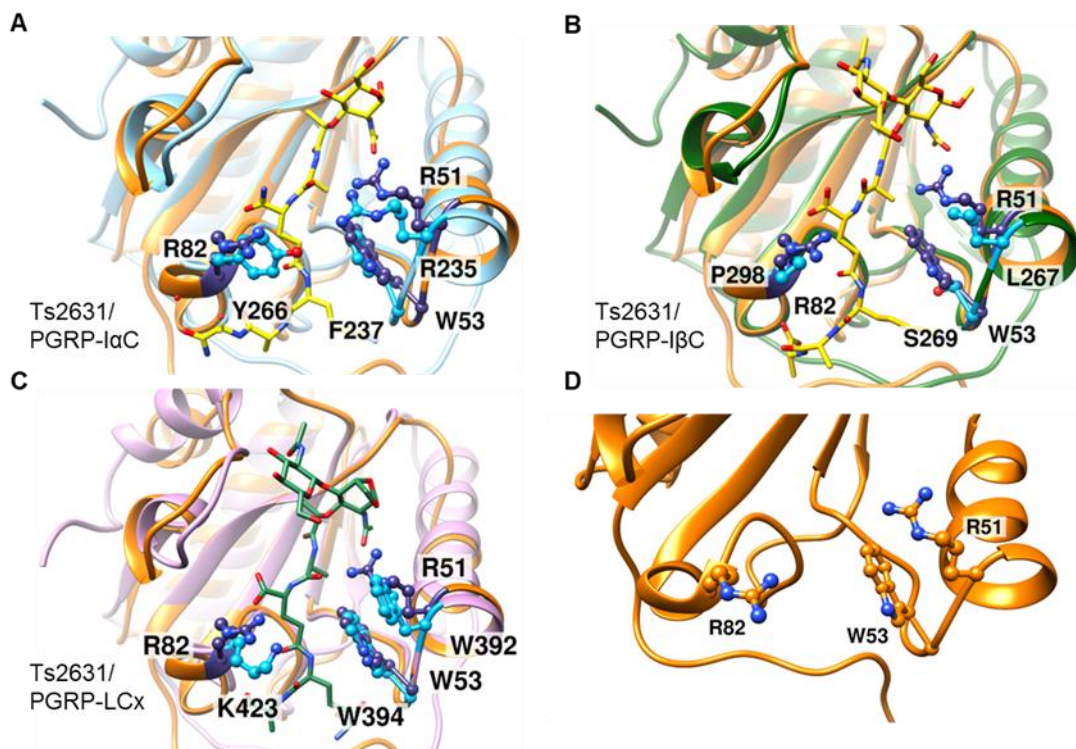 A
R51
R82
R235
Y266
F237
W53
Ts2631/
PGRP-IαC
B
R51
P298
R82
L267
S269
W53
Ts2631/
PGRP-IβC
C
R51
R82
W392
W53
K423
W394
Ts2631/
PGRP-LCx
D
R51
R82
W53